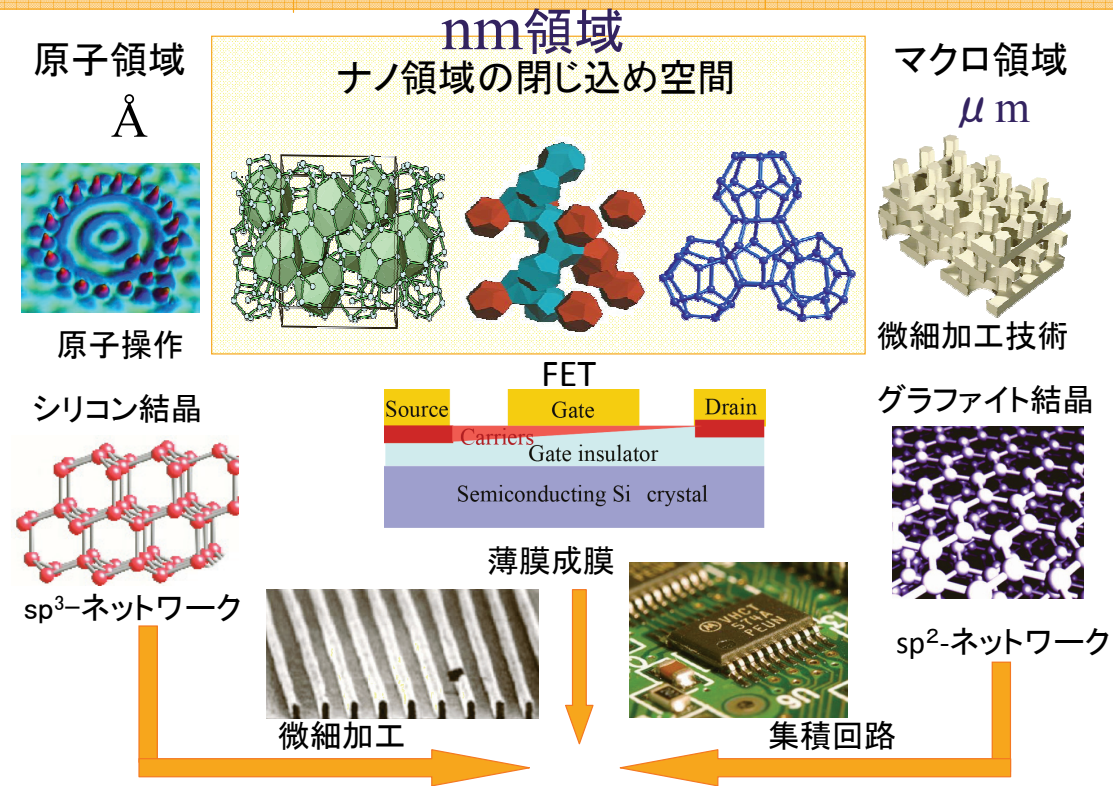 nm領域
原子領域
Å
ナノ領域の閉じ込め空間
マクロ領域
μm
原子操作
微細加工技術
FET
Source
Gate
Drain
Carriers
Gate insulator
Semiconducting Si crystal
シリコン結晶
グラファイト結晶
sp³-ネットワーク
薄膜成膜
VHCT
574A
PEUN
U6
sp²-ネットワーク
微細加工
集積回路